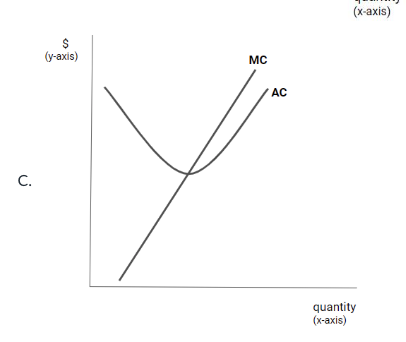 (x-axis)
$
(y-axis)
MC
AC
C.
quantity
(x-axis)